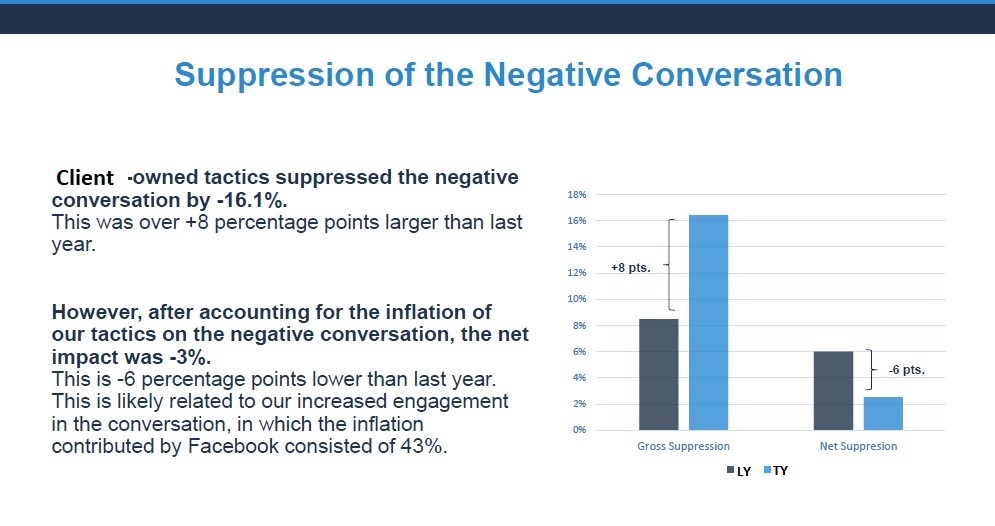 Suppression of the Negative Conversation
Client -owned tactics suppressed the negative
conversation by -16.1%.
This was over +8 percentage points larger than last
year.
However, after accounting for the inflation of
our tactics on the negative conversation, the net
impact was -3%.
This is -6 percentage points lower than last year.
This is likely related to our increased engagement
in the conversation, in which the inflation
contributed by Facebook consisted of 43%.
18%
16%
14%
12%
10%
8%
6%
4%
2%
0%
+8 pts.
-6 pts.
Gross Suppression
Net Suppresion
LY TY